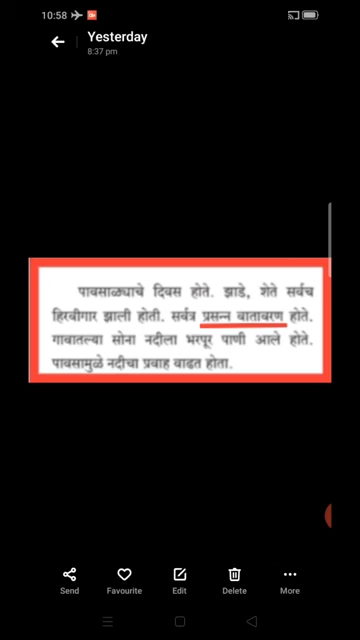 10:58
Yesterday
8:37 pm
पावसाळ्याचे दिवस होते. झाडे, शेते सर्वच
हिरवीगार झाली होती. सर्वत्र प्रसन्न वातावरण होते.
गावातल्या सोना नदीला भरपूर पाणी आले होते.
पावसामुळे नदीचा प्रवाह वाढत होता.
Send Favourite Edit Delete More